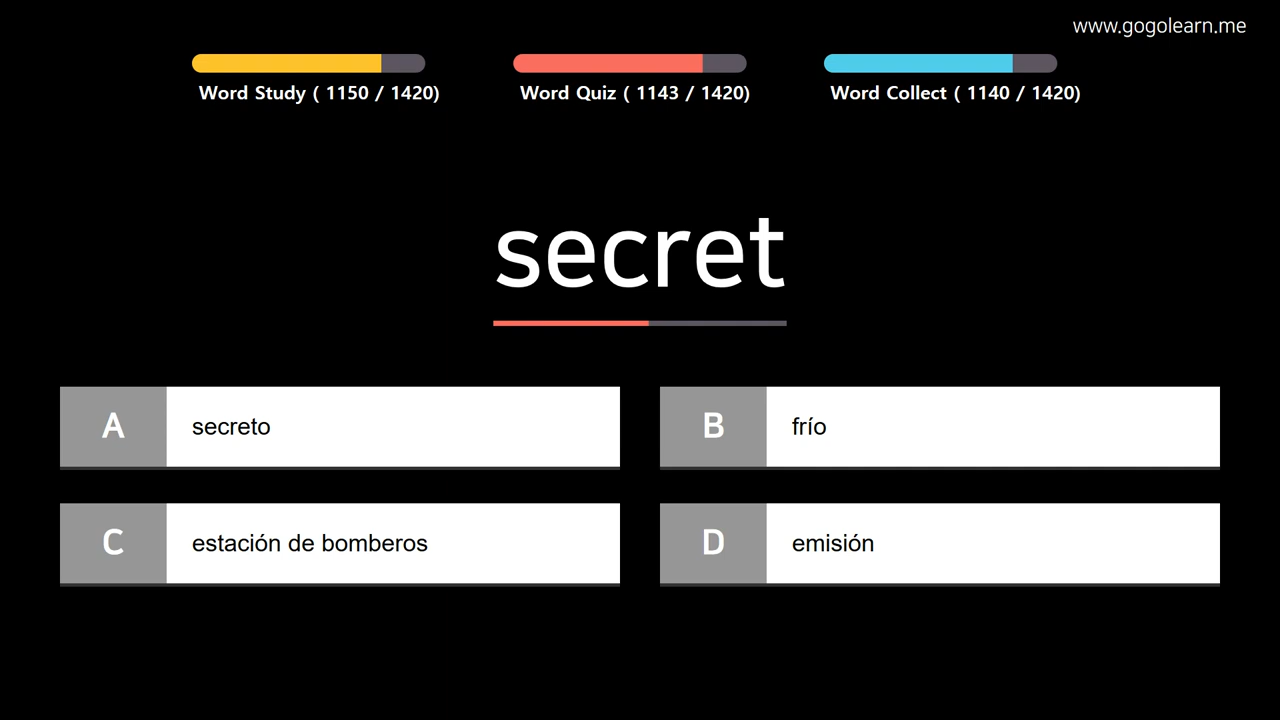 www.gogolearn.me
Word Study ( 1150 / 1420)
Word Quiz ( 1143 / 1420)
Word Collect ( 1140 / 1420)
secret
A secreto
B frío
C estación de bomberos
D emisión